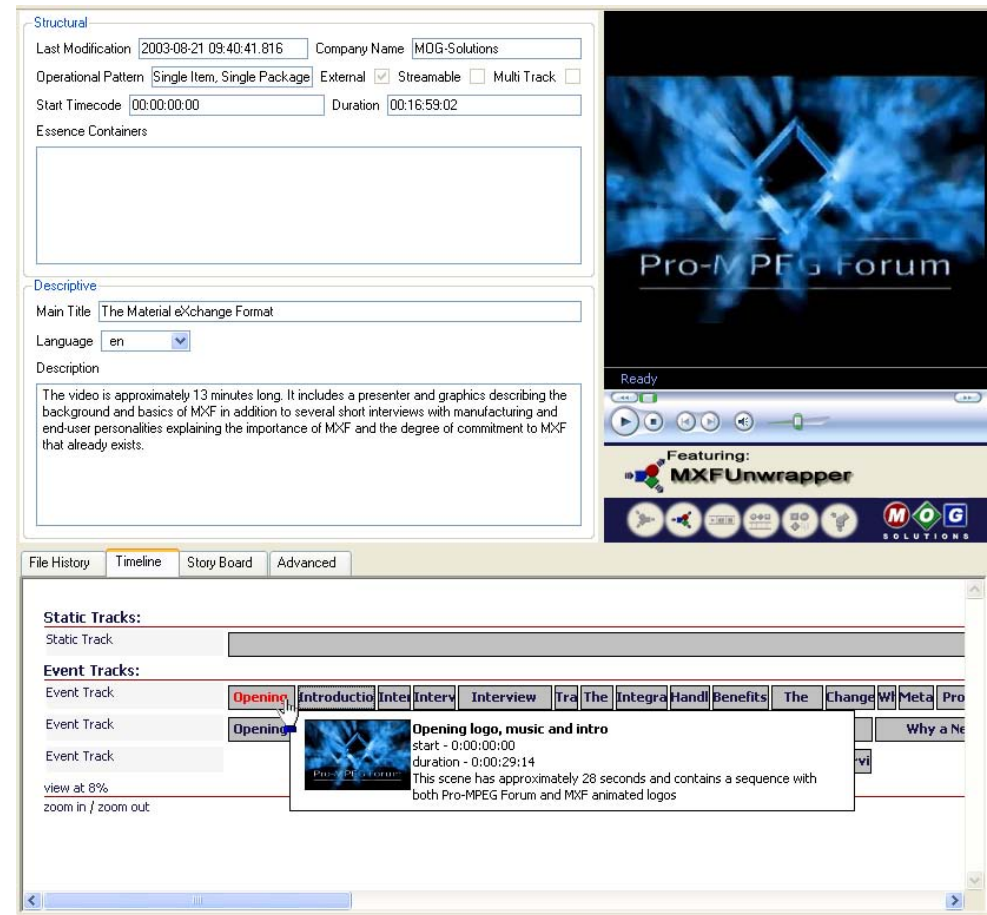 Structural
Last Modification 2003-08-21 09:40:41.816 Company Name MOG-Solutions
Operational Pattern Single Item, Single Package External Streamable Multi Track
Start Timecode 00:00:00:00 Duration 00:16:59:02
Essence Containers
Descriptive
Main Title The Material eXchange Format
Language en
Description
The video is approximately 13 minutes long. It includes a presenter and graphics describing the
background and basics of MXF in addition to several short interviews with manufacturing and
end-user personalities explaining the importance of MXF and the degree of commitment to MXF
that already exists.
Pro-MPEG Forum
Ready
Featuring:
MXFUnwrapper
MOG
SOLUTIONS
File History Timeline Story Board Advanced
Static Tracks:
Static Track
Event Tracks:
Event Track Opening Introductio Inter Interv Interview Tra The Integra Handl Benefits The Change Wh Meta Pro
Event Track Opening Why a Ne
Event Track rvi
Opening logo, music and intro
start - 0:00:00:00
duration - 0:00:29:14
This scene has approximately 28 seconds and contains a sequence with
both Pro-MPEG Forum and MXF animated logos
Pro-MPEG Forum
view at 8%
zoom in / zoom out